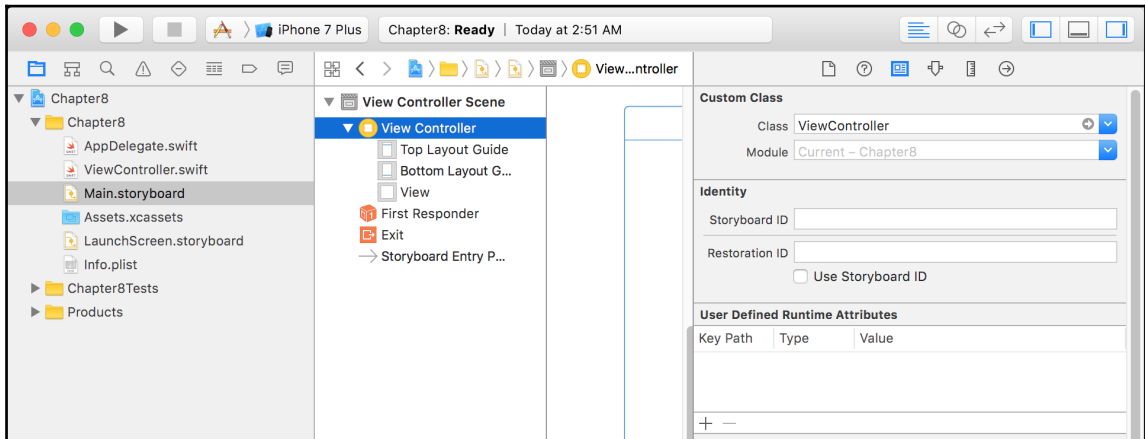 iPhone 7 Plus
Chapter8: Ready | Today at 2:51 AM
View...ntroller
Chapter8
Chapter8
AppDelegate.swift
ViewController.swift
Main.storyboard
Assets.xcassets
LaunchScreen.storyboard
Info.plist
Chapter8Tests
Products
View Controller Scene
View Controller
Top Layout Guide
Bottom Layout G...
View
First Responder
Exit
Storyboard Entry P...
Custom Class
Class ViewController
Module Current – Chapter8
Identity
Storyboard ID
Restoration ID
Use Storyboard ID
User Defined Runtime Attributes
Key Path Type Value